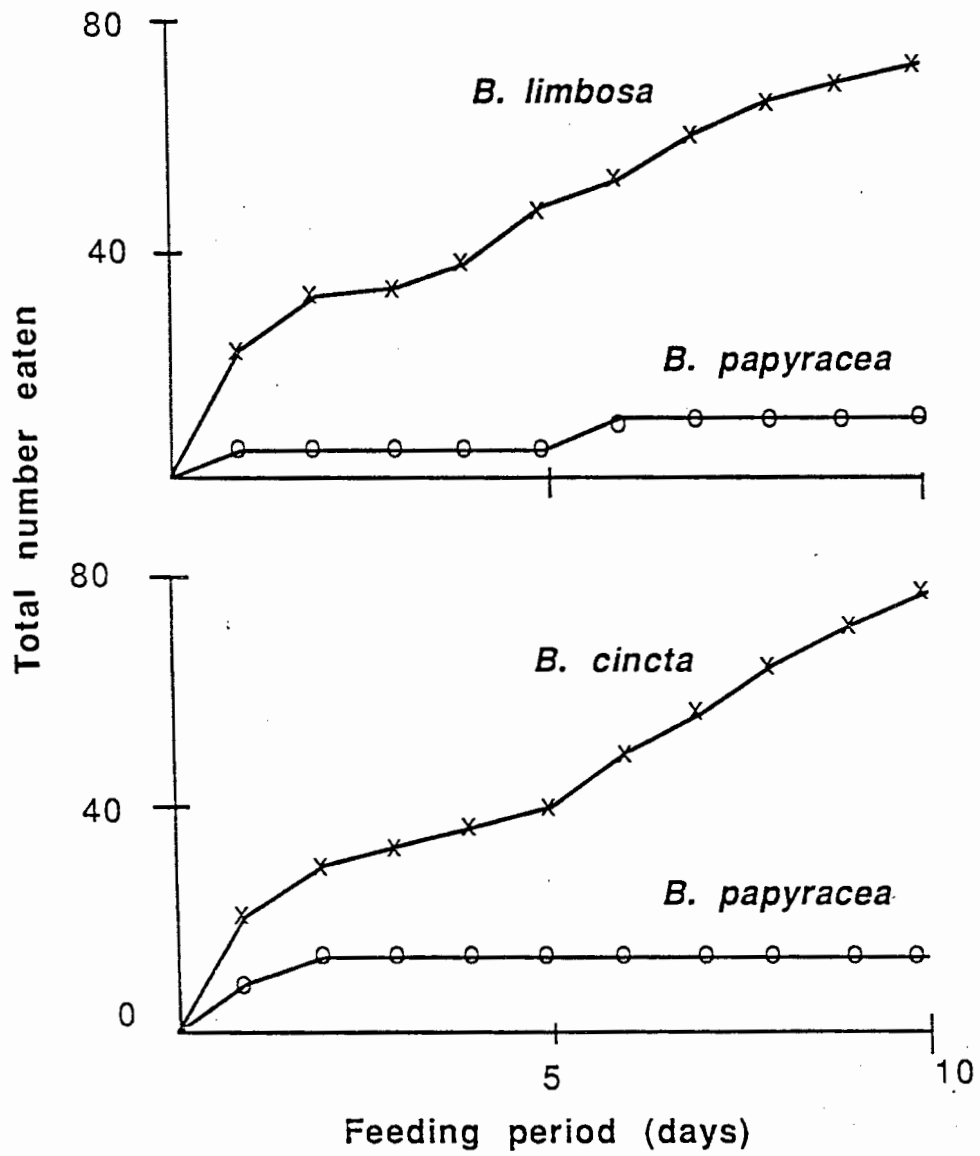 80
B. limbosa
40
B. papyracea
Total number eaten
80
B. cincta
40
B. papyracea
0
5
10
Feeding period (days)